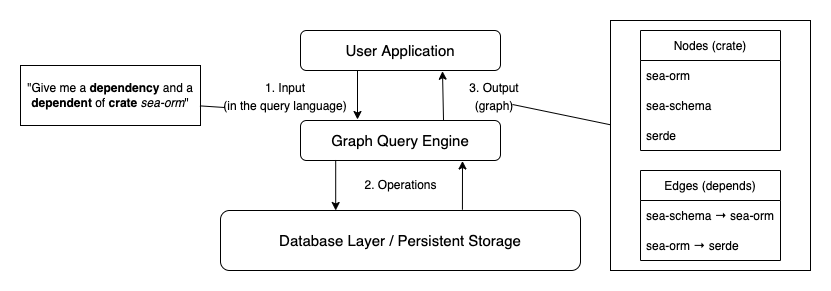 User Application
"Give me a dependency and a
dependent of crate sea-orm"
1. Input
(in the query language)
3. Output
(graph)
Graph Query Engine
2. Operations
Database Layer / Persistent Storage
Nodes (crate)
sea-orm
sea-schema
serde
Edges (depends)
sea-schema → sea-orm
sea-orm → serde